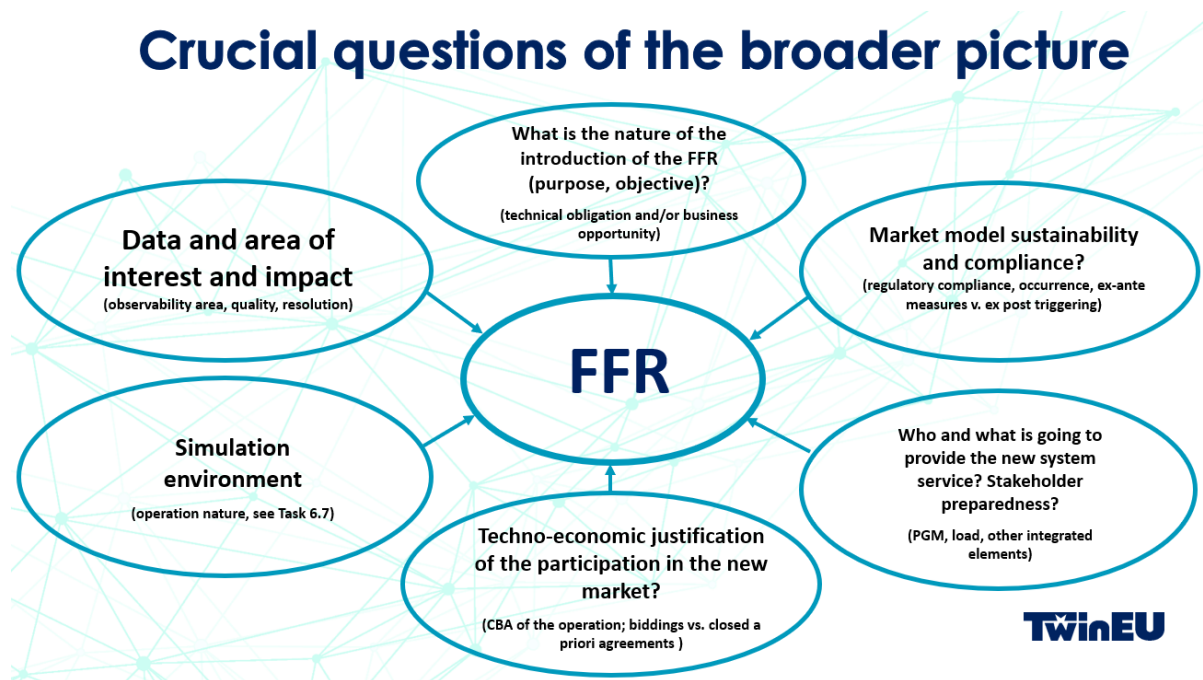 Crucial questions of the broader picture
What is the nature of the
introduction of the FFR
(purpose, objective)?
(technical obligation and/or business
opportunity)
Data and area of
interest and impact
(observability area, quality, resolution)
Market model sustainability
and compliance?
(regulatory compliance, occurrence, ex-ante
measures v. ex post triggering)
FFR
Simulation
environment
(operation nature, see Task 6.7)
Who and what is going to
provide the new system
service? Stakeholder
preparedness?
(PGM, load, other integrated
elements)
Techno-economic justification
of the participation in the new
market?
(CBA of the operation; biddings vs. closed a
priori agreements )
TwinEU